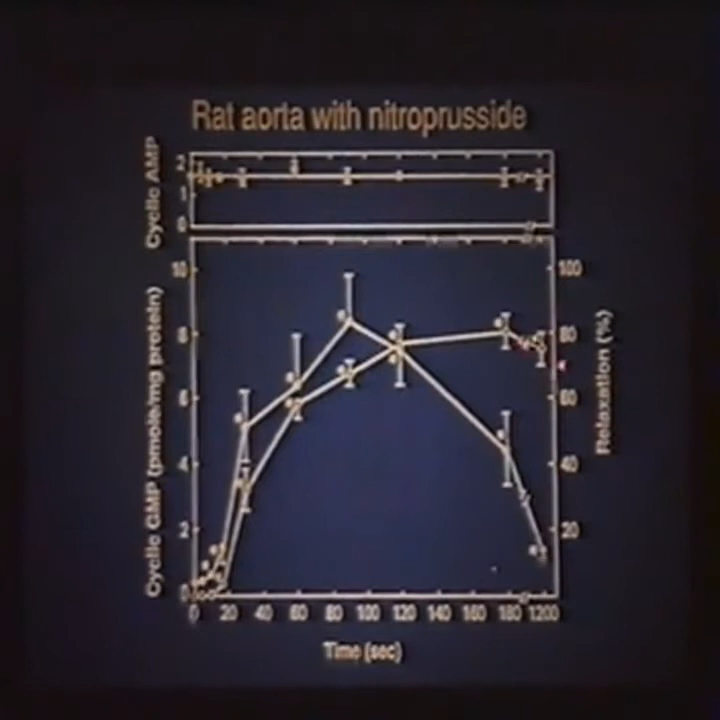 Rat aorta with nitroprusside
Cyclic AMP
2
1
0
Cyclic GMP (pmole/mg protein)
10
8
6
4
2
0
100
80
60
40
20
Relaxation (%)
0 20 40 60 80 100 120 140 160 180 1200
Time (sec)